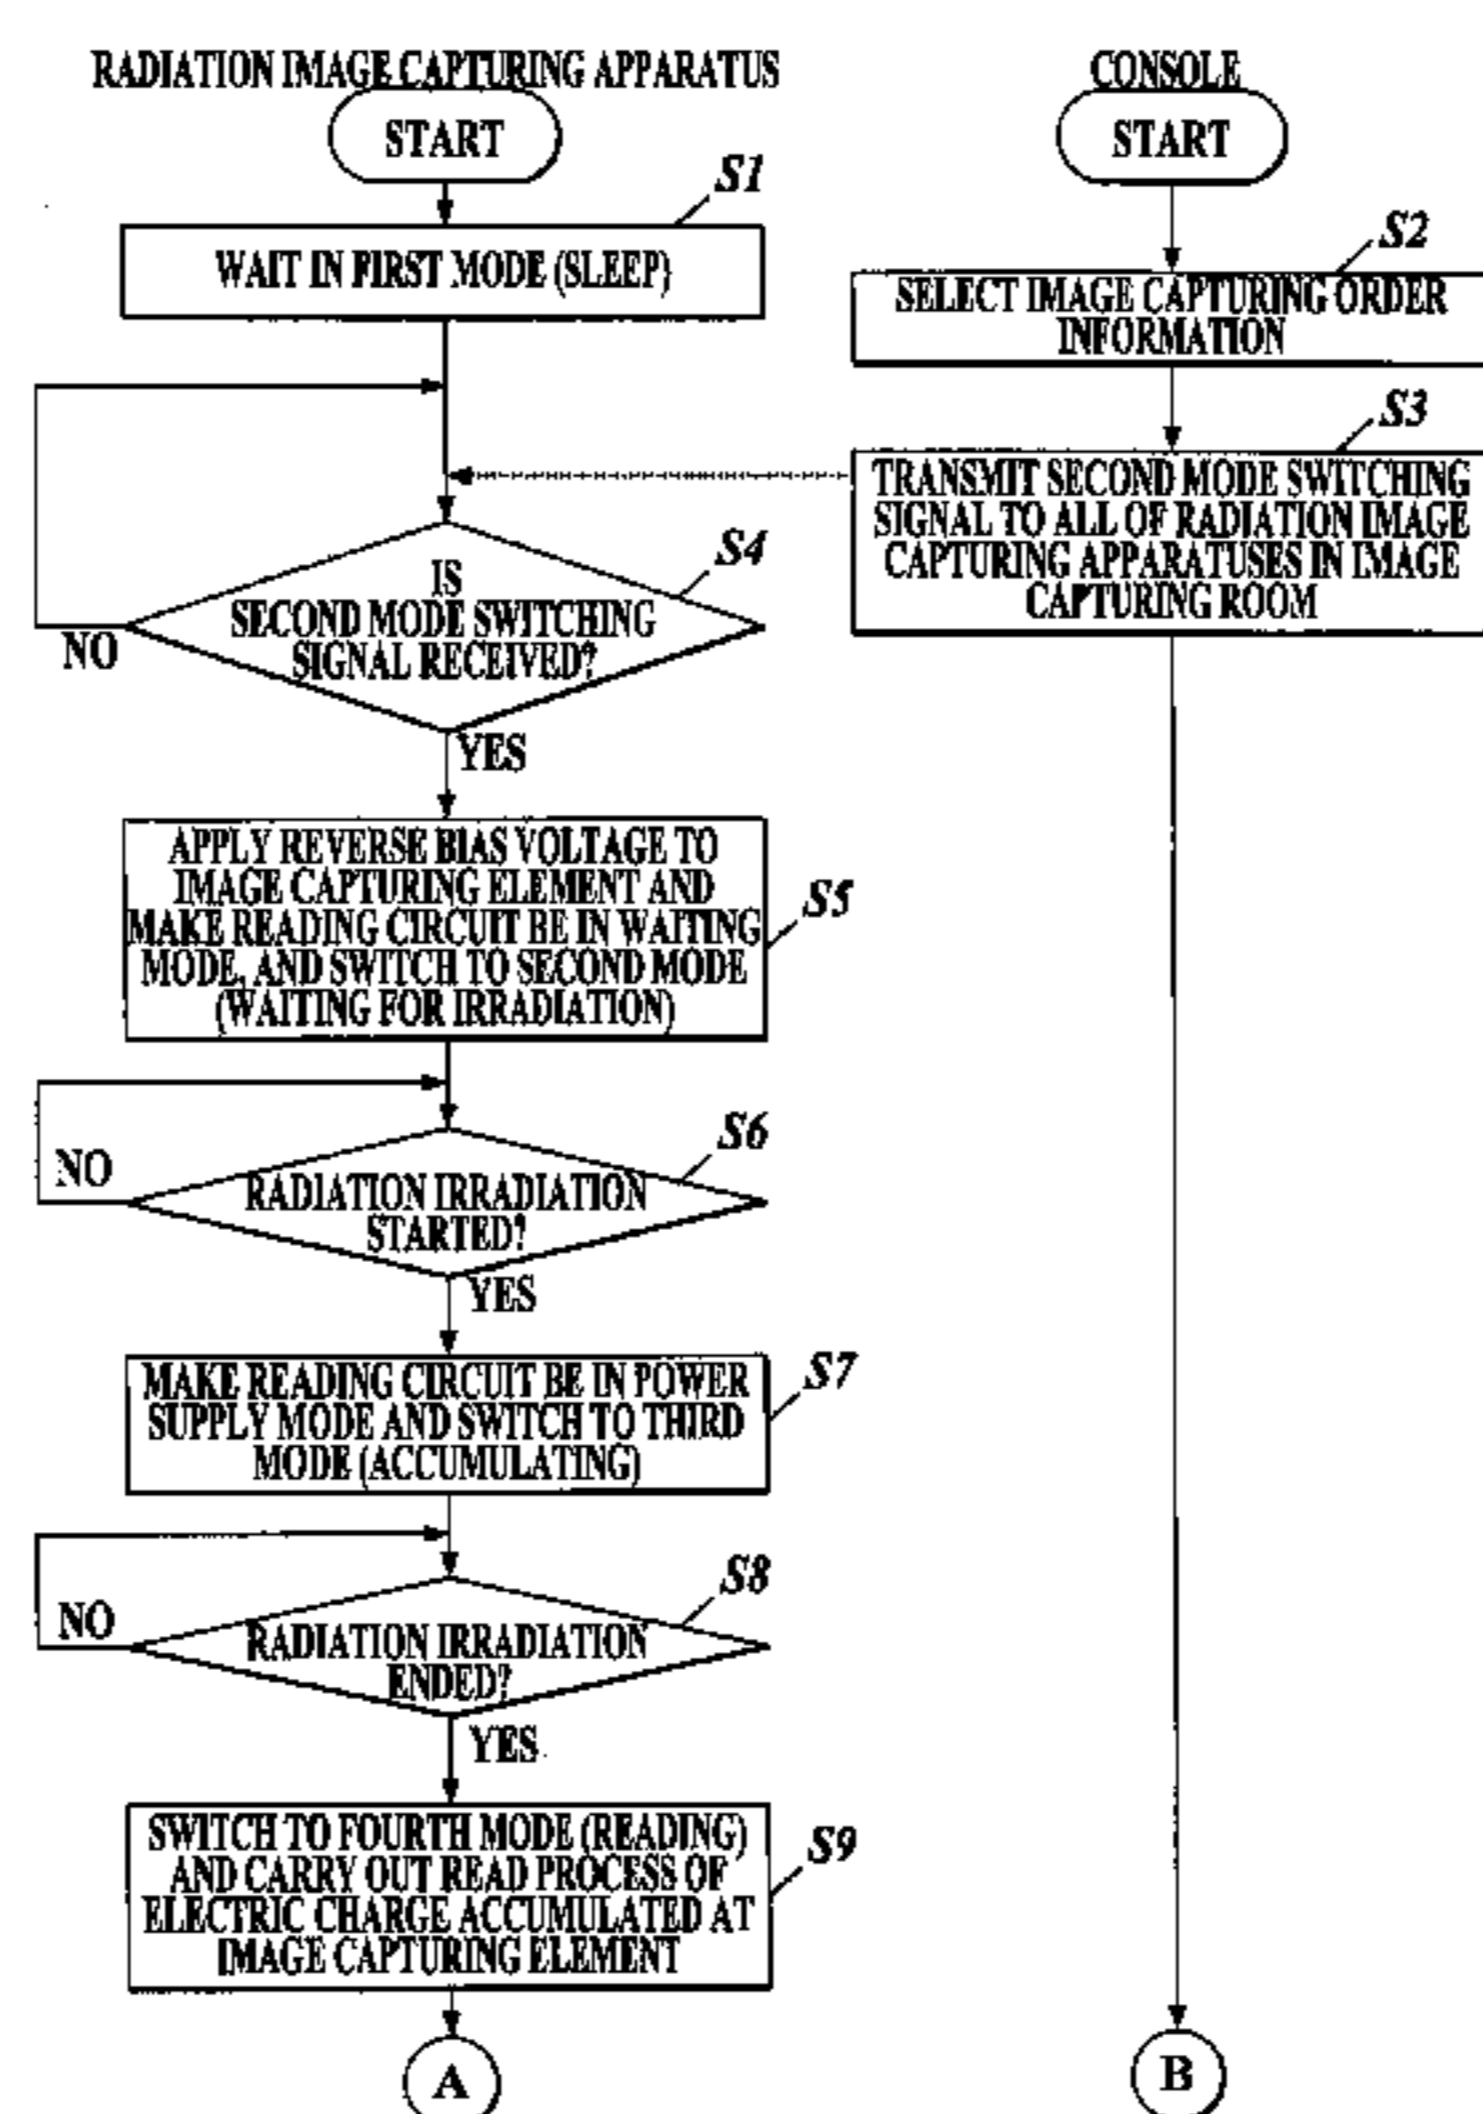 RADIATION IMAGE CAPTURING APPARATUS
START
S1
WAIT IN FIRST MODE (SLEEP)
CONSOLE
START
S2
SELECT IMAGE CAPTURING ORDER
INFORMATION
S3
TRANSMIT SECOND MODE SWITCHING
SIGNAL TO ALL OF RADIATION IMAGE
CAPTURING APPARATUSES IN IMAGE
CAPTURING ROOM
S4
IS
SECOND MODE SWITCHING
SIGNAL RECEIVED?
NO
YES
APPLY REVERSE BIAS VOLTAGE TO
IMAGE CAPTURING ELEMENT AND
MAKE READING CIRCUIT BE IN WAITING
MODE, AND SWITCH TO SECOND MODE
(WAITING FOR IRRADIATION)
S5
S6
NO
RADIATION IRRADIATION
STARTED?
YES
MAKE READING CIRCUIT BE IN POWER
SUPPLY MODE AND SWITCH TO THIRD
MODE (ACCUMULATING)
S7
S8
NO
RADIATION IRRADIATION
ENDED?
YES
SWITCH TO FOURTH MODE (READING)
AND CARRY OUT READ PROCESS OF
ELECTRIC CHARGE ACCUMULATED AT
IMAGE CAPTURING ELEMENT
S9
A
B